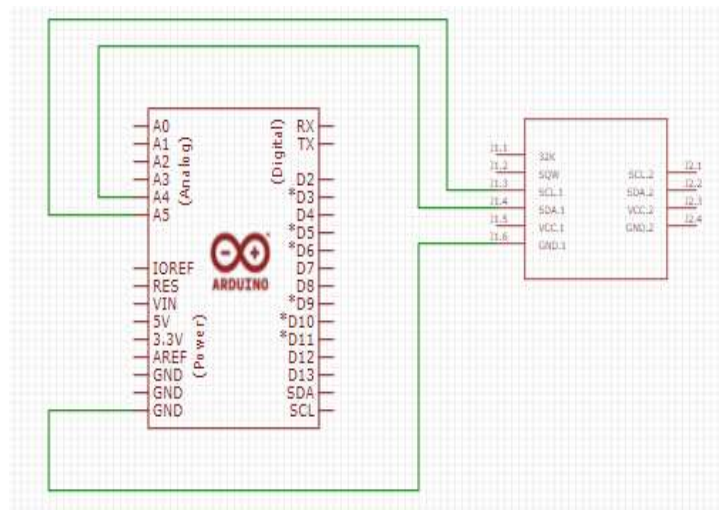 A0
A1
A2
A3
A4
A5
(Analog)
IOREF
RES
VIN
5V
3.3V
AREF
GND
GND
GND
(Power)
ARDUINO
(Digital)
RX
TX
D2
*D3
D4
*D5
*D6
D7
D8
*D9
*D10
*D11
D12
D13
SDA
SCL
J1.1
J1.2
J1.3
J1.4
J1.5
J1.6
32K
SQW
SCL.1
SDA.1
VCC.1
GND.1
SCL.2
SDA.2
VCC.2
GND.2
J2.1
J2.2
J2.3
J2.4